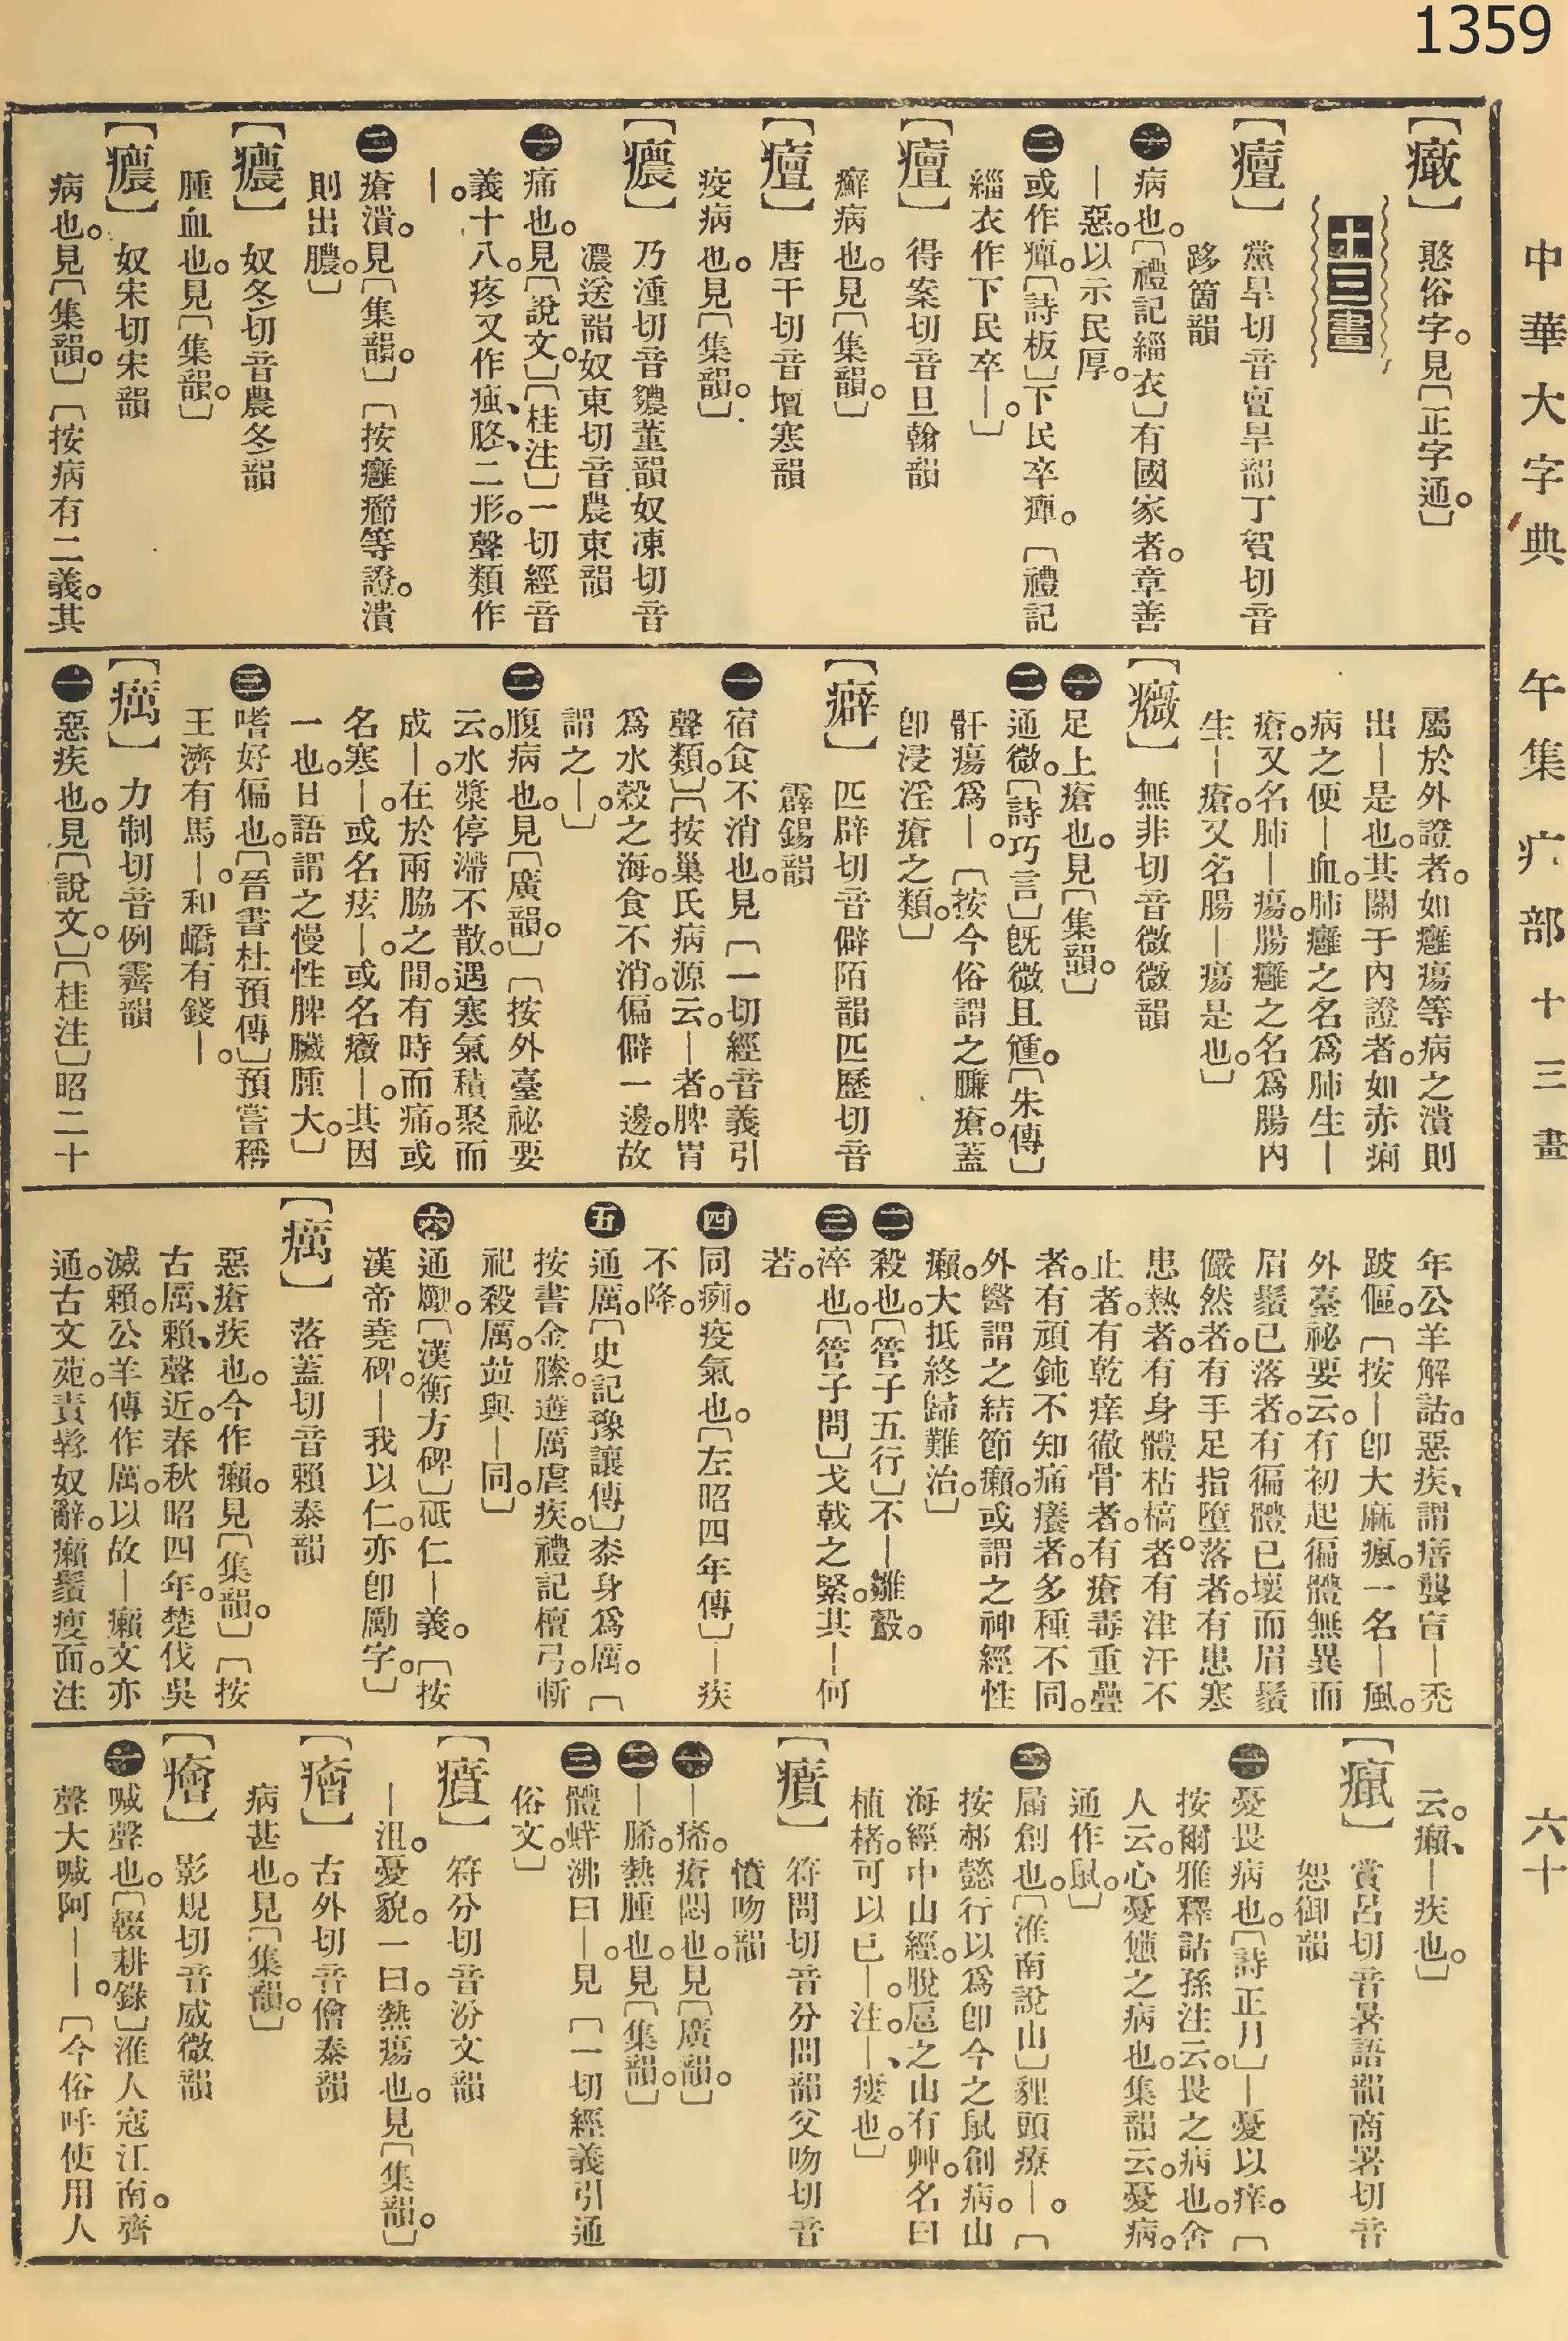 1359
中華大字典 午集 疒部 十三畫 六十
【㿋】 憨俗字。見〔正字通。〕
十三畫
【癉】 黨旱切音亶旱韻丁賀切音
跢箇韻
一病也。〔禮記緇衣〕有國家者。章善
｜惡。以示民厚。
二或作癉。〔詩板〕下民卒癉。〔禮記
緇衣作下民卒｜。〕
【癉】 得案切音旦翰韻
癬病也。見〔集韻。〕
【癉】 唐干切音壇寒韻
疫病也。見〔集韻。〕
【癑】 乃湩切音齈董韻奴凍切音
濃送韻奴東切音農東韻
一痛也。見〔說文。〕〔桂注〕一切經音
義十八。疼又作痋、胳、二形。聲類作
｜。
二瘡潰。見〔集韻。〕〔按癰癤等證。潰
則出膿。〕
【癑】 奴冬切音農冬韻
腫血也。見〔集韻。〕
【癑】 奴宋切宋韻
病也。見〔集韻。〕〔按病有二義。其
屬於外證者。如癰瘍等病之潰則
出｜是也。其關于內證者。如赤痢
病之便｜血。肺癰之名爲肺生｜
瘡。又名肺｜瘍。腸癰之名爲腸內
生｜瘡。又名腸｜瘍是也。〕
【癓】 無非切音微微韻
一足上瘡也。見〔集韻。〕
二通微。〔詩巧言〕旣微且尰。〔朱傳〕
骭瘍爲｜。〔按今俗謂之臁瘡。蓋
卽浸淫瘡之類。〕
【癖】 匹辟切音僻陌韻匹歷切音
霹錫韻
一宿食不消也。見〔一切經音義引
聲類。〕〔按巢氏病源云。｜者。脾胃
爲水穀之海。食不消。偏僻一邊。故
謂之｜。〕
二腹病也。見〔廣韻。〕〔按外臺祕要
云。水漿停滯不散。遇寒氣積聚而
成｜。在於兩脇之閒。有時而痛。或
名寒｜。或名痃｜。或名癥｜。其因
一也。日語謂之慢性脾臟腫大。〕
三嗜好偏也。〔晉書杜預傳〕預嘗稱
王濟有馬｜。和嶠有錢｜。
【癘】 力制切音例霽韻
一惡疾也。見〔說文。〕〔桂注〕昭二十
年公羊解詁。惡疾、謂瘖聾盲｜禿
跛傴。〔按｜卽大麻瘋。一名｜風。
外臺祕要云。有初起徧體無異而
眉鬚已落者。有徧體已壞而眉鬚
儼然者。有手足指墮落者。有患寒
患熱者。有身體枯槁者。有津汗不
止者。有乾痒徹骨者。有瘡毒重疊
者。有頑鈍不知痛癢者。多種不同。
外醫謂之結節癩。或謂之神經性
癩。大抵終歸難治。〕
二殺也。〔管子五行〕不｜雛鷇。
三淬也。〔管子問〕戈戟之緊。其｜何
若。
四同痢。疫氣也。〔左昭四年傳〕｜疾
不降。
五通厲。〔史記豫讓傳〕桼身爲厲。〔
按書金縢。遘厲虐疾。禮記檀弓。斬
祀殺厲。竝與｜同。〕
六通勵。〔漢衡方碑〕砥仁｜義。〔按
漢帝堯碑。｜我以仁。亦卽勵字。〕
【癘】 落蓋切音賴泰韻
惡瘡疾也。今作癩。見〔集韻。〕〔按
古厲、賴、聲近。春秋昭四年。楚伐吳
滅賴。公羊傳作厲。以故｜癩文亦
通。古文苑。責髥奴辭。癩鬚瘦面。注
云。癩、｜疾也。〕
【癙】 賞呂切音暑語韻商署切音
恕御韻
一憂畏病也。〔詩正月〕｜憂以痒。〔
按爾雅釋詁孫注云。畏之病也。舍
人云。心憂憊之病也。集韻云。憂病。
通作鼠。〕
二屚創也。〔淮南說山〕貍頭療｜。〔
按郝懿行以爲卽今之鼠創病。山
海經中山經。脫扈之山有艸。名曰
植楮。可以已｜。注。｜、瘻也。〕
【㿎】 符問切音分問韻父吻切音
憤吻韻
一｜痛。瘡悶也。見〔廣韻。〕
二｜脪。熱腫也。見〔集韻。〕
三體蛘沸曰｜。見〔一切經義引通
俗文。〕
【㿎】 符分切音汾文韻
｜沮。憂貌。一曰。熱瘍也。見〔集韻。〕
【癐】 古外切音儈泰韻
病甚也。見〔集韻。〕
【癐】 影規切音威微韻
一喊聲也。〔輟耕錄〕淮人寇江南。齊
聲大喊阿｜｜。〔今俗呼使用人